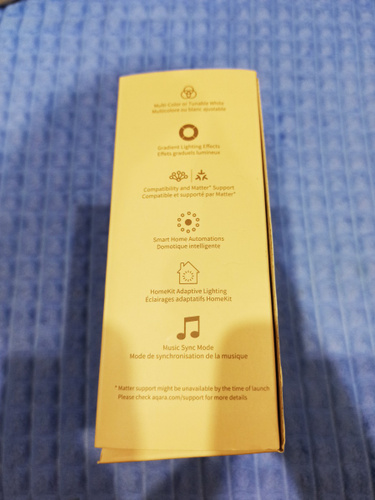 Multi-Color or Tunable White
Multicolore ou blanc ajustable
Gradient Lighting Effects
Effets graduels lumineux
Compatibility and Matter* Support
Compatible et supporté par Matter*
Smart Home Automations
Domotique intelligente
HomeKit Adaptive Lighting
Éclairages adaptatifs HomeKit
Music Sync Mode
Mode de synchronisation de la musique
* Matter support might be unavailable by the time of launch
Please check aqara.com/support for more details